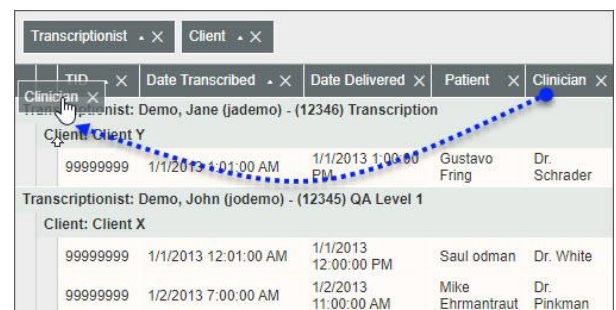 Transcriptionist ▲ X Client ▲ X
TID ▲ X Date Transcribed ▲ X Date Delivered X Patient X Clinician X
Clinician X
Transcriptionist: Demo, Jane (jademo) - (12346) Transcription
Client: Client Y
99999999 1/1/2013 1:01:00 AM 1/1/2013 1:00:00 PM Gustavo Fring Dr. Schrader
Transcriptionist: Demo, John (jodemo) - (12345) QA Level 1
Client: Client X
99999999 1/1/2013 12:01:00 AM 1/1/2013 12:00:00 PM Saul odman Dr. White
99999999 1/2/2013 7:00:00 AM 1/2/2013 11:00:00 AM Mike Ehrmantraut Dr. Pinkman